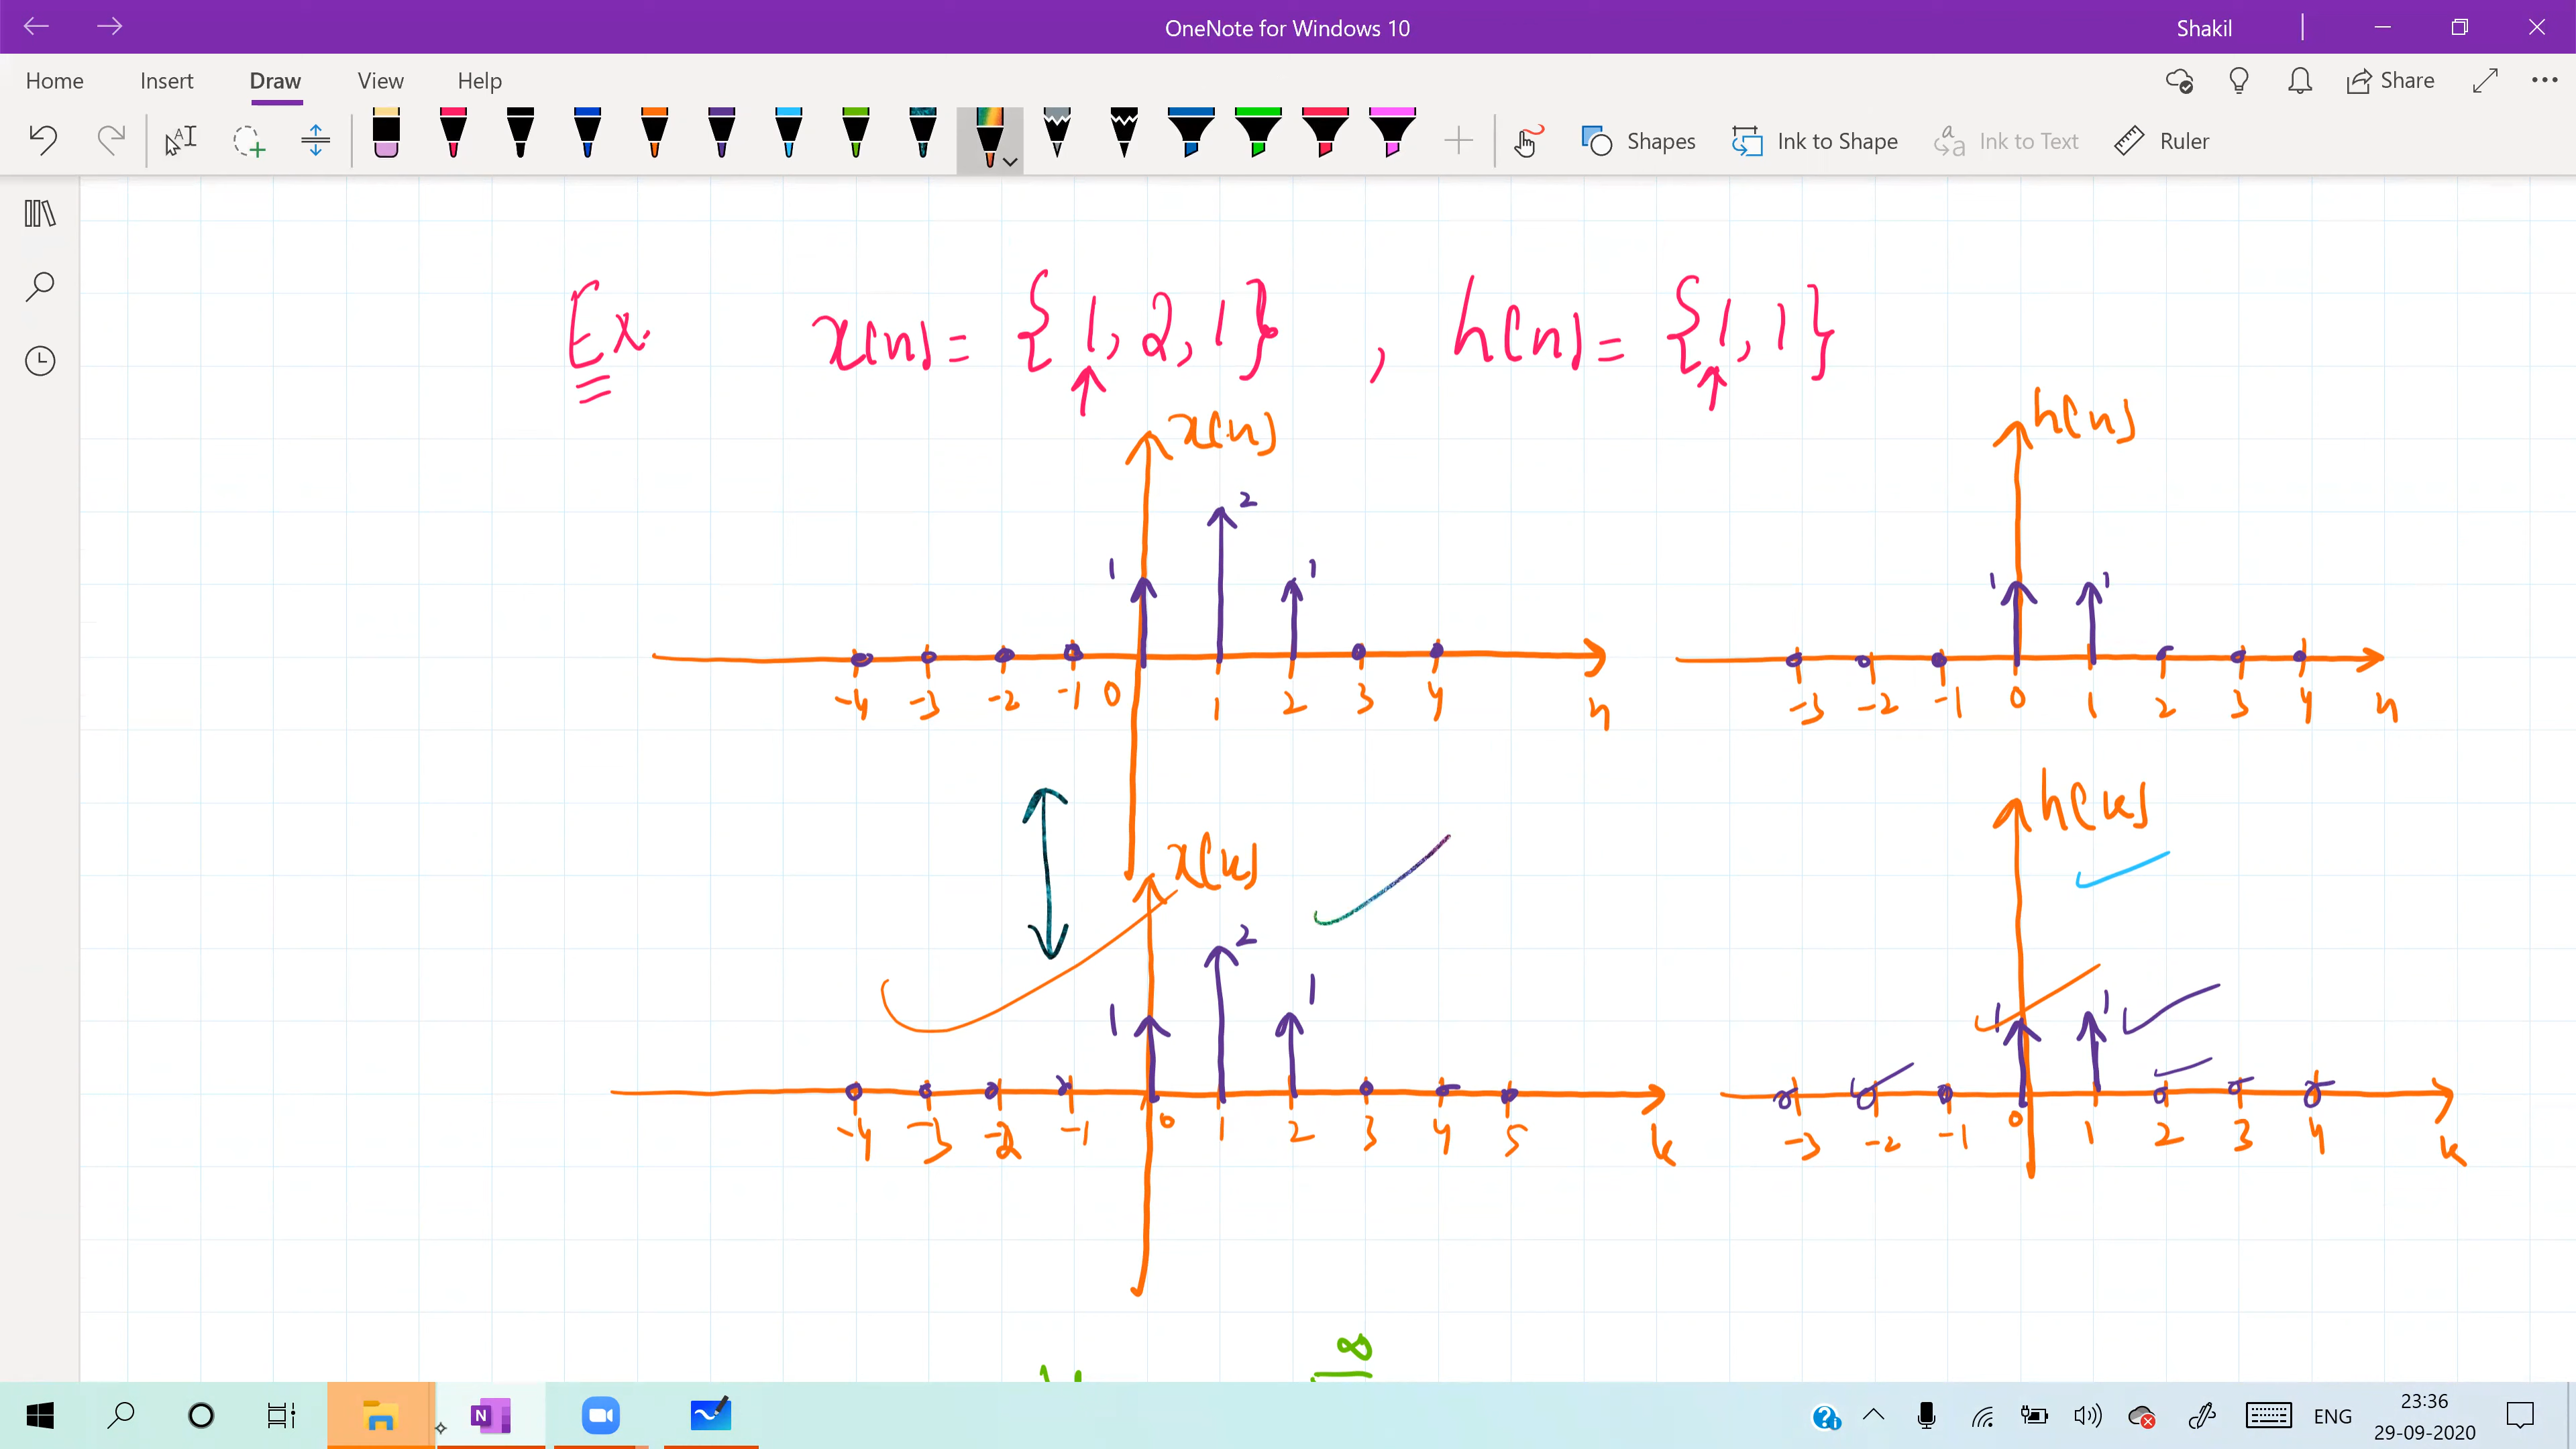 OneNote for Windows 10
Shakil
Home Insert Draw View Help
Share
Shapes Ink to Shape Ink to Text Ruler
Ex. x[n] = {1, 2, 1} , h[n] = {1, 1}
↑ ↑
x[n] h[n]
2
1 1 1 1
-4 -3 -2 -1 0 1 2 3 4 n
-3 -2 -1 0 1 2 3 4 n
x[k] h[k]
2
1 1 1 1
-4 -3 -2 -1 0 1 2 3 4 5 k
-3 -2 -1 0 1 2 3 4 k
∞
ENG
23:36
29-09-2020